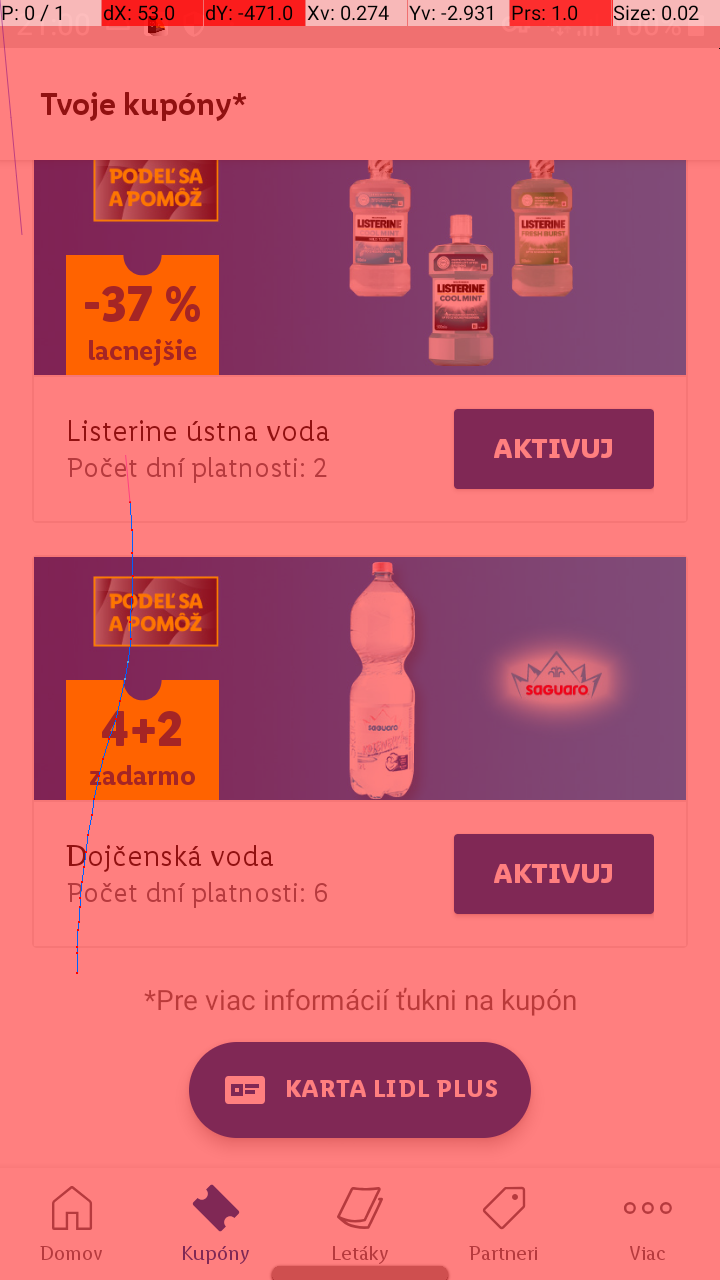 P: 0 / 1 dX: 53.0 dY: -471.0 Xv: 0.274 Yv: -2.931 Prs: 1.0 Size: 0.02
21:00 100%
Tvoje kupóny*
PODEĽ SA
A POMÔŽ
LISTERINE
COOL MINT
LISTERINE
FRESH BURST
LISTERINE
COOL MINT
-37 %
lacnejšie
Listerine ústna voda
Počet dní platnosti: 2
AKTIVUJ
PODEĽ SA
A POMÔŽ
saguaro
saguaro
4+2
zadarmo
Dojčenská voda
Počet dní platnosti: 6
AKTIVUJ
*Pre viac informácií ťukni na kupón
KARTA LIDL PLUS
Domov Kupóny Letáky Partneri Viac